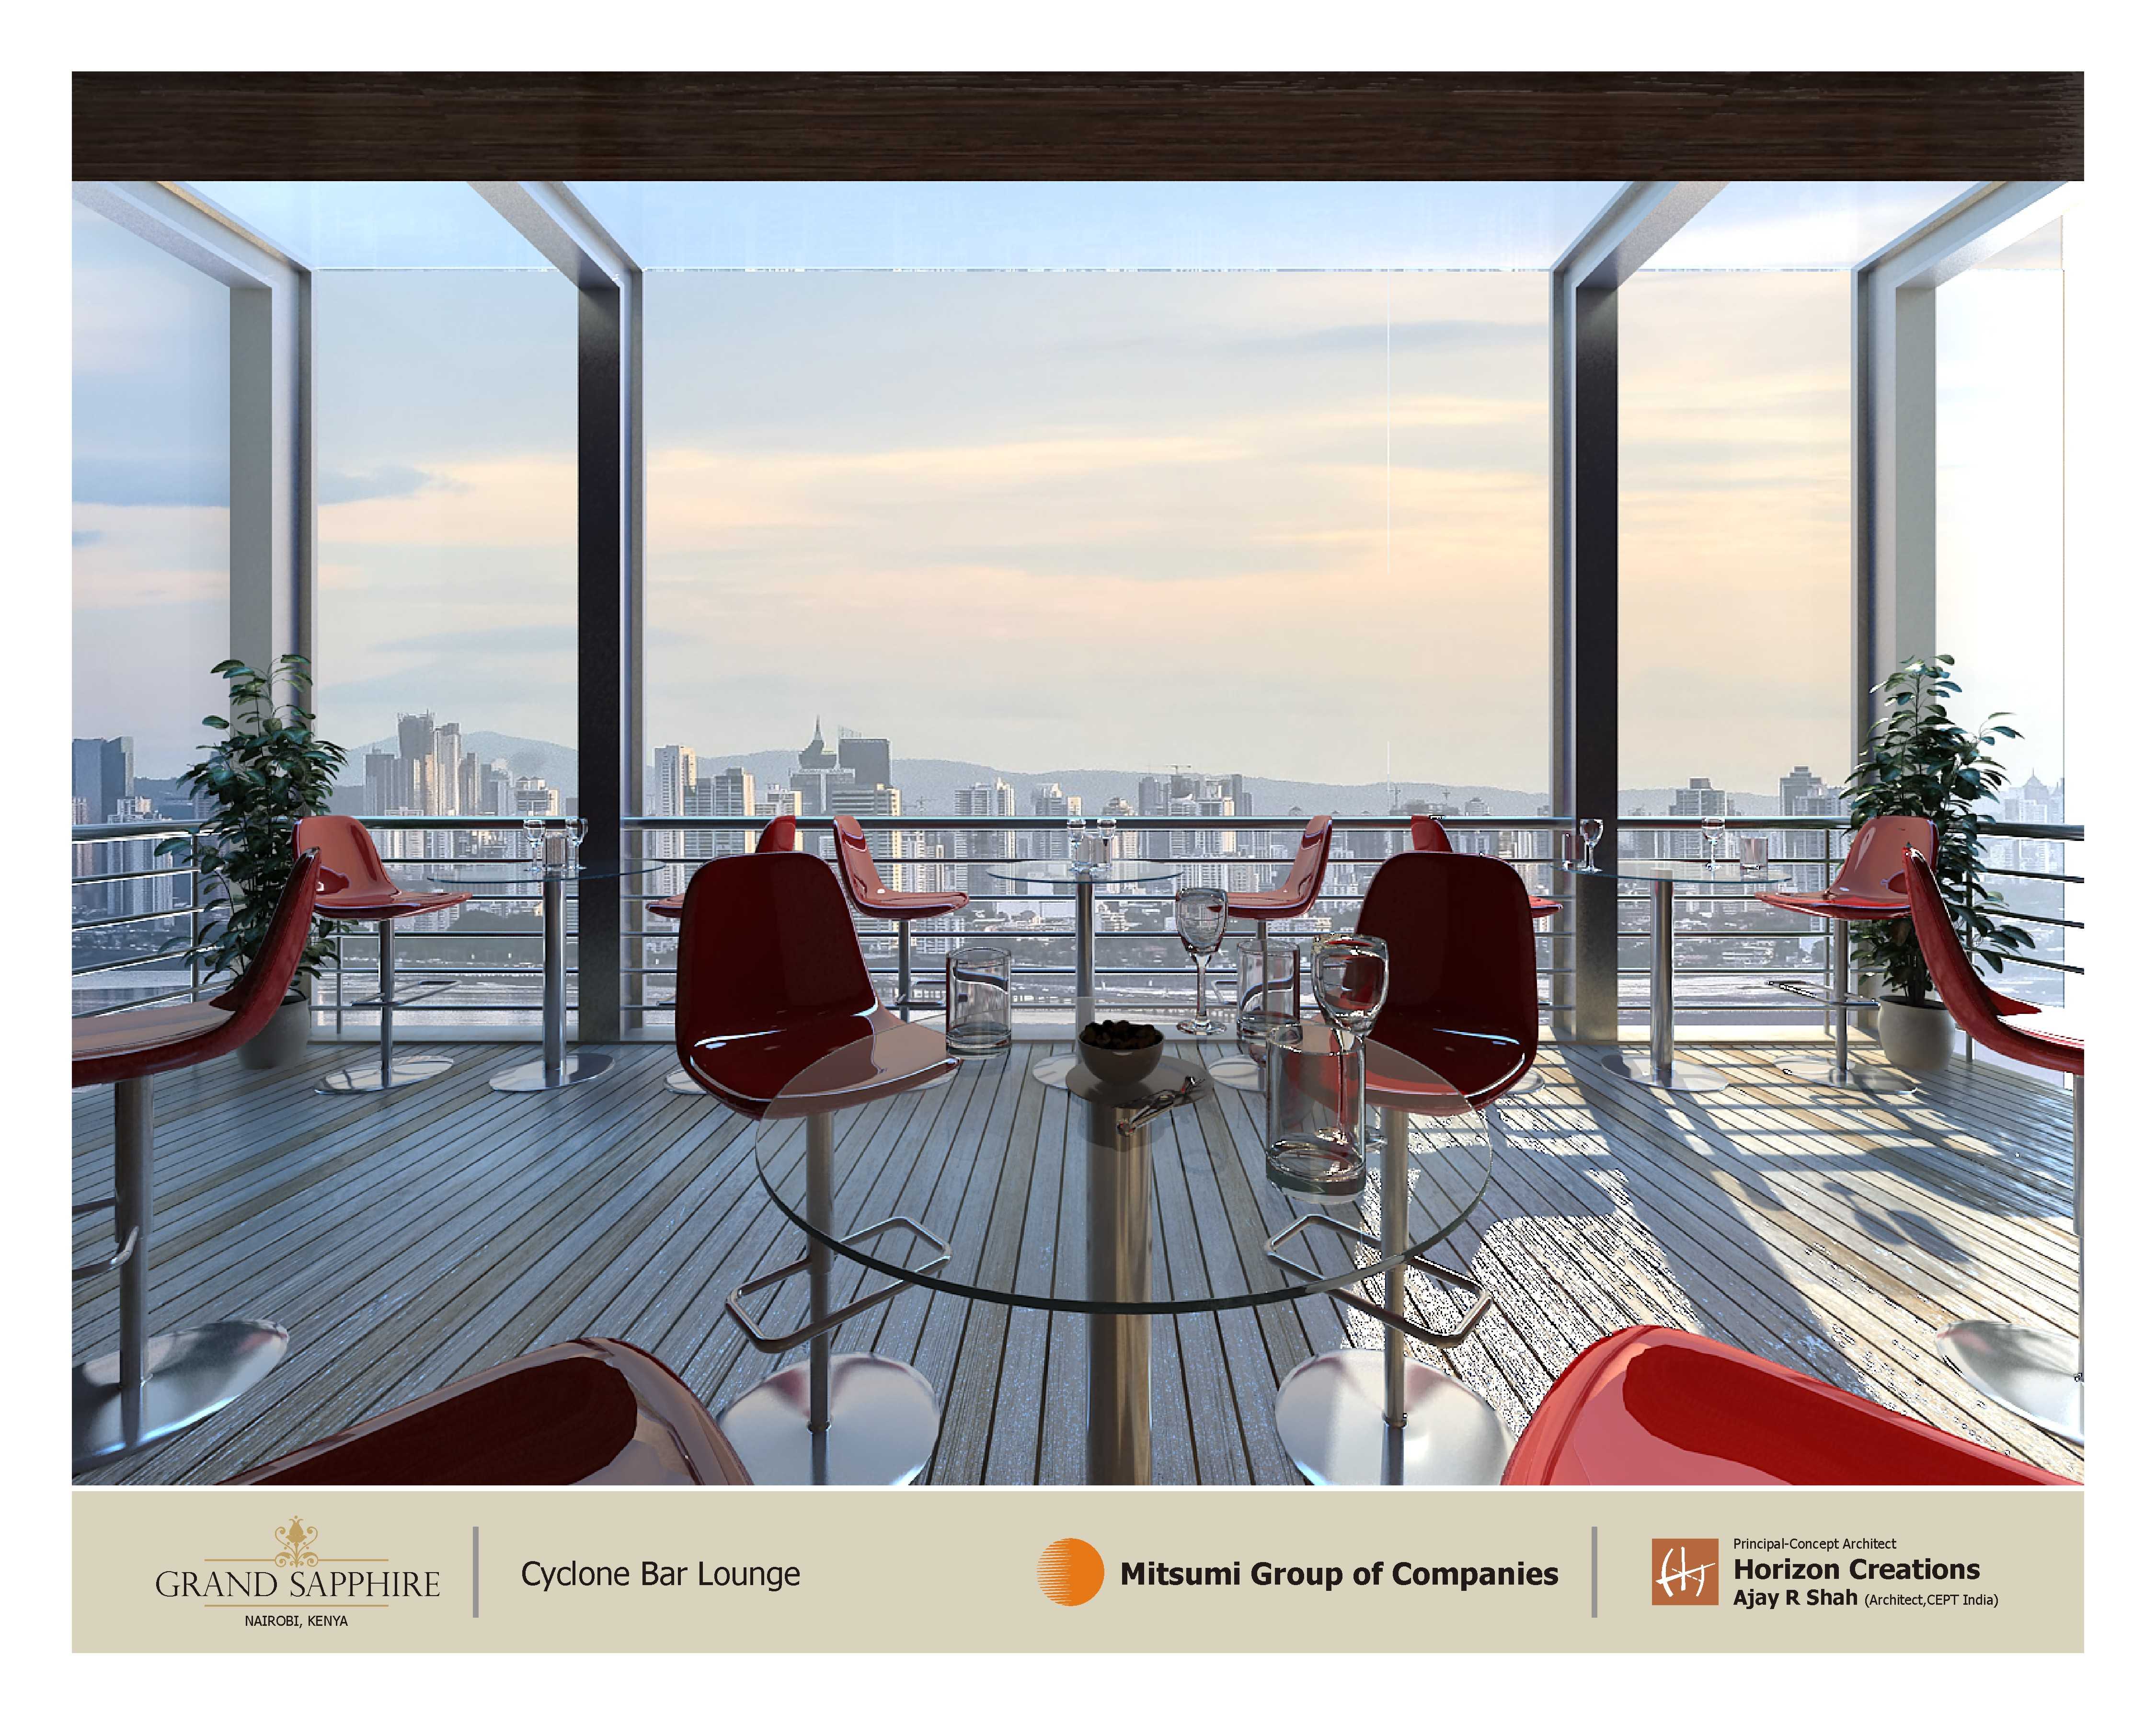 GRAND SAPPHIRE
NAIROBI, KENYA
Cyclone Bar Lounge
Mitsumi Group of Companies
Principal-Concept Architect
Horizon Creations
Ajay R Shah (Architect,CEPT India)